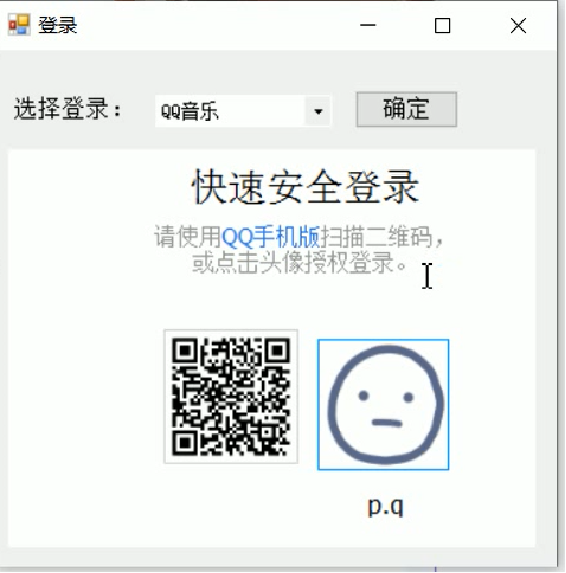 登录
选择登录： QQ音乐 确定
快速安全登录
请使用QQ手机版扫描二维码，
或点击头像授权登录。
p.q